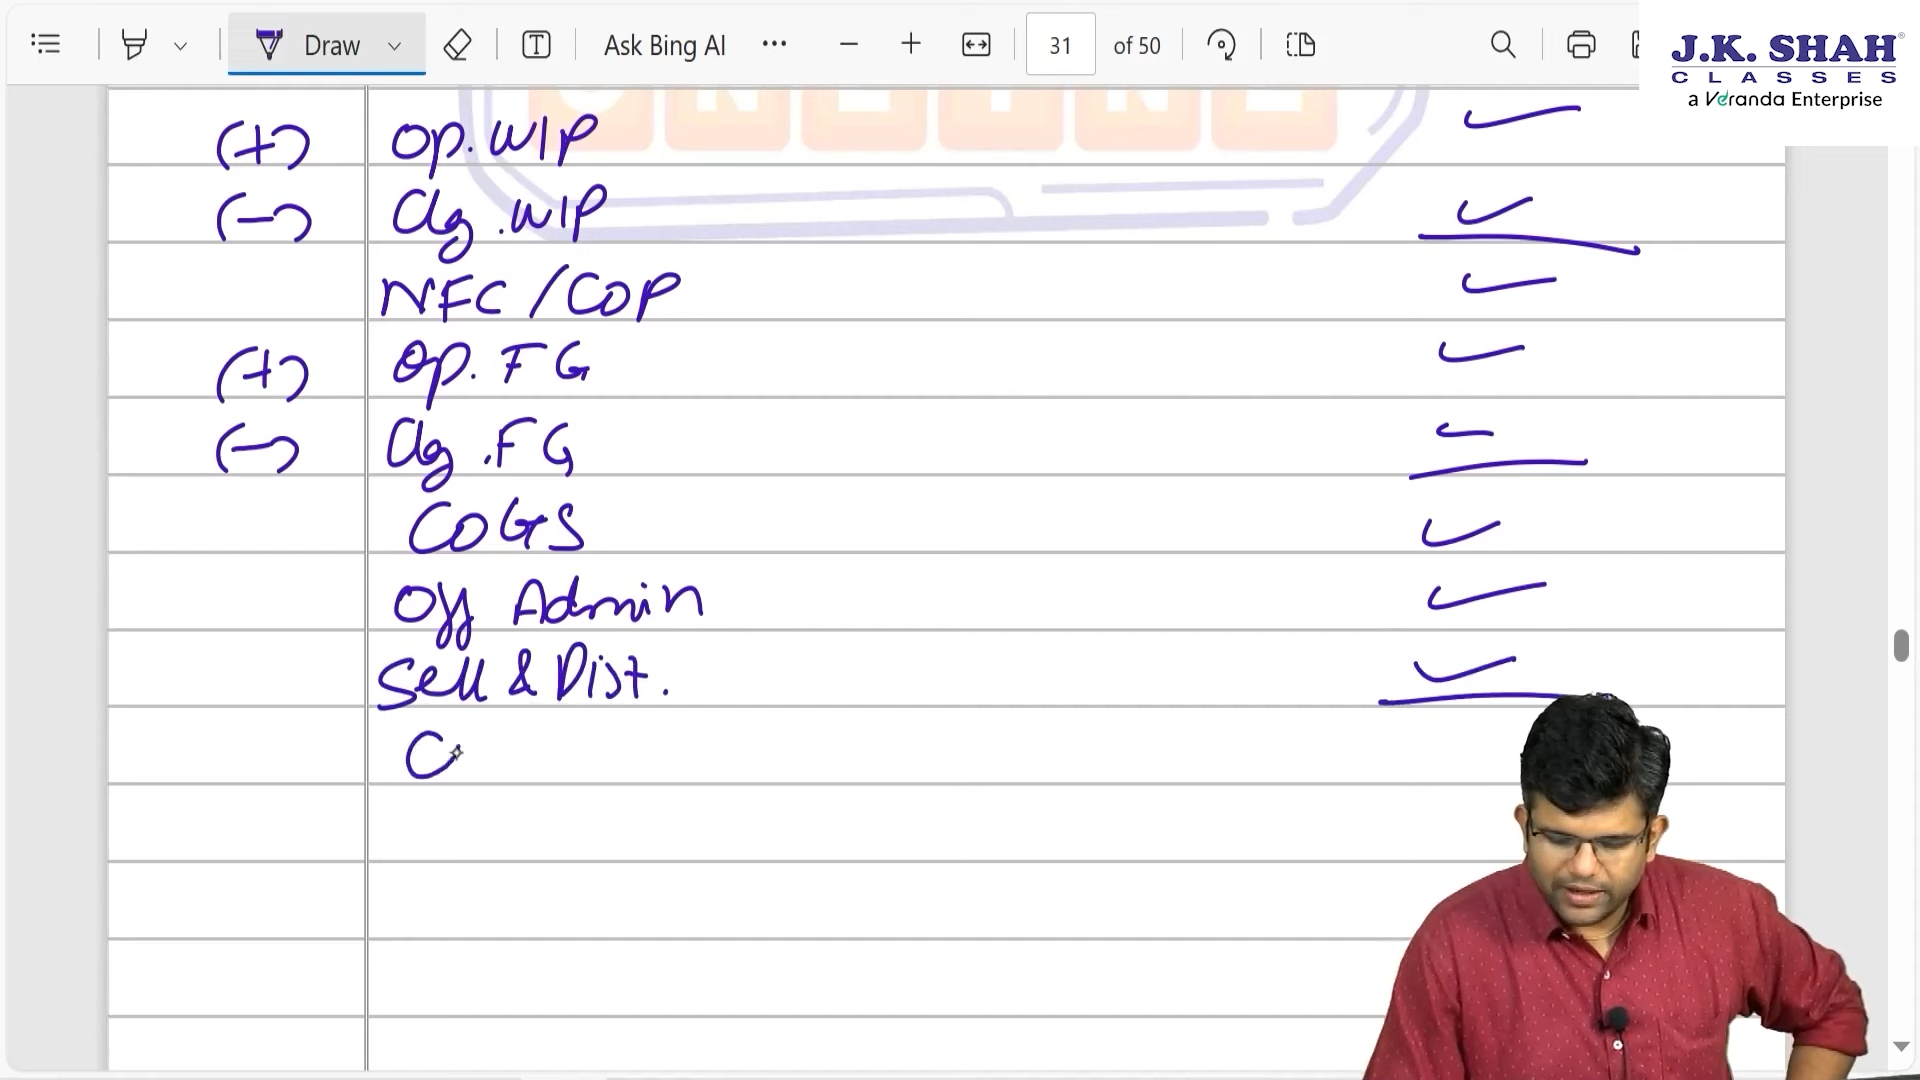 Draw
Ask Bing AI
31 of 50
J.K. SHAH
CLASSES
a Veranda Enterprise
(+) Op. WIP
(-) Clg. WIP
NFC / COP
(+) Op. FG
(-) Clg. FG
COGS
Off Admin
Sell & Dist.
C